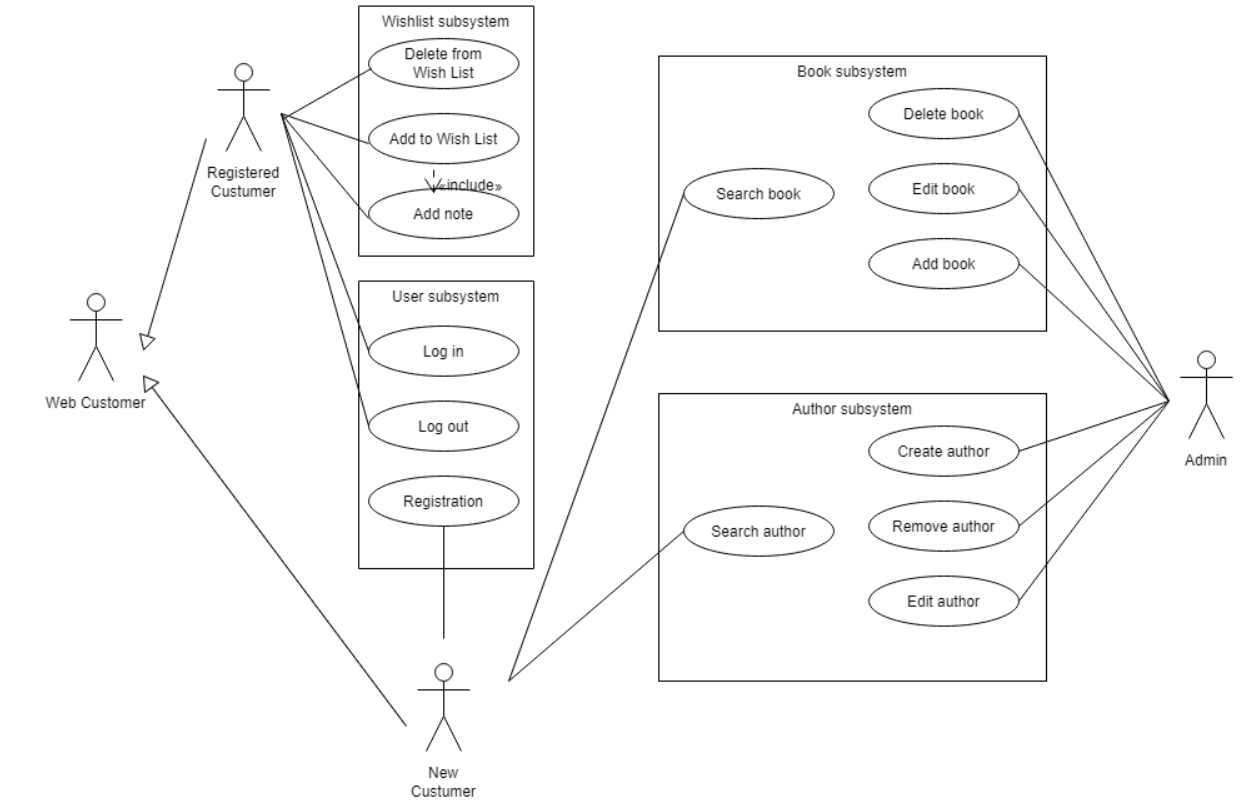 Wishlist subsystem
Delete from
Wish List
Add to Wish List
«include»
Add note
Registered
Custumer
User subsystem
Log in
Log out
Registration
Web Customer
New
Custumer
Book subsystem
Delete book
Search book
Edit book
Add book
Author subsystem
Create author
Search author
Remove author
Edit author
Admin